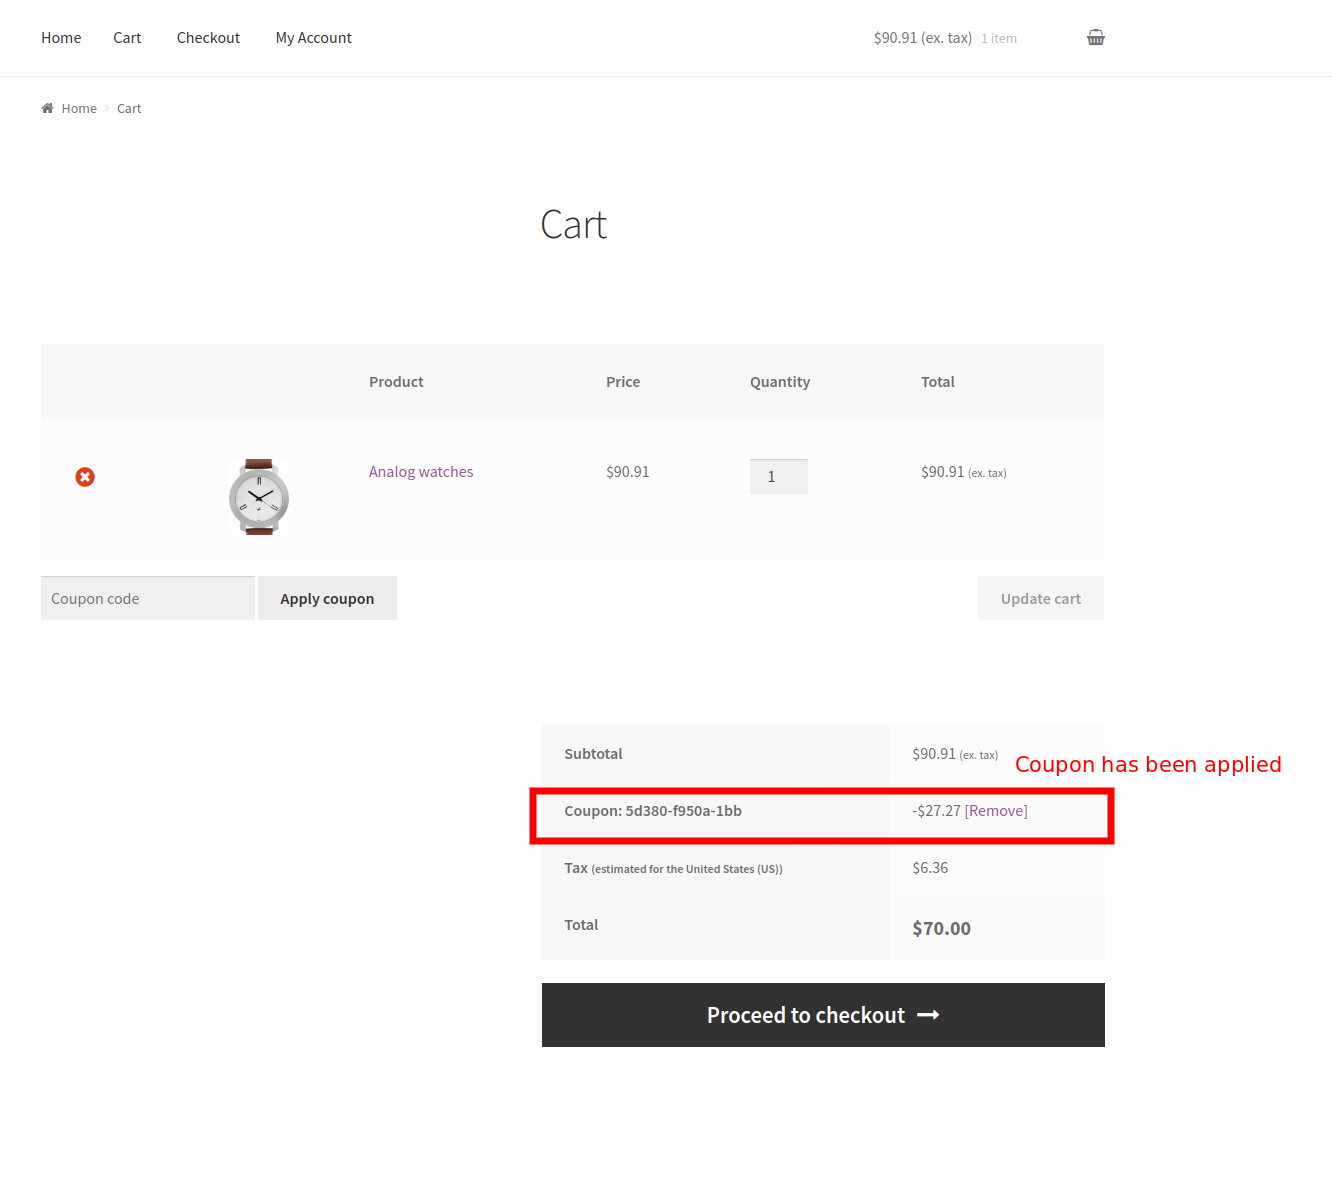 Home Cart Checkout My Account $90.91 (ex. tax) 1 item
Home Cart
Cart
Product Price Quantity Total
Analog watches $90.91 1 $90.91 (ex. tax)
Coupon code Apply coupon Update cart
Subtotal $90.91 (ex. tax)
Coupon has been applied
Coupon: 5d380-f950a-1bb -$27.27 [Remove]
Tax (estimated for the United States (US)) $6.36
Total $70.00
Proceed to checkout